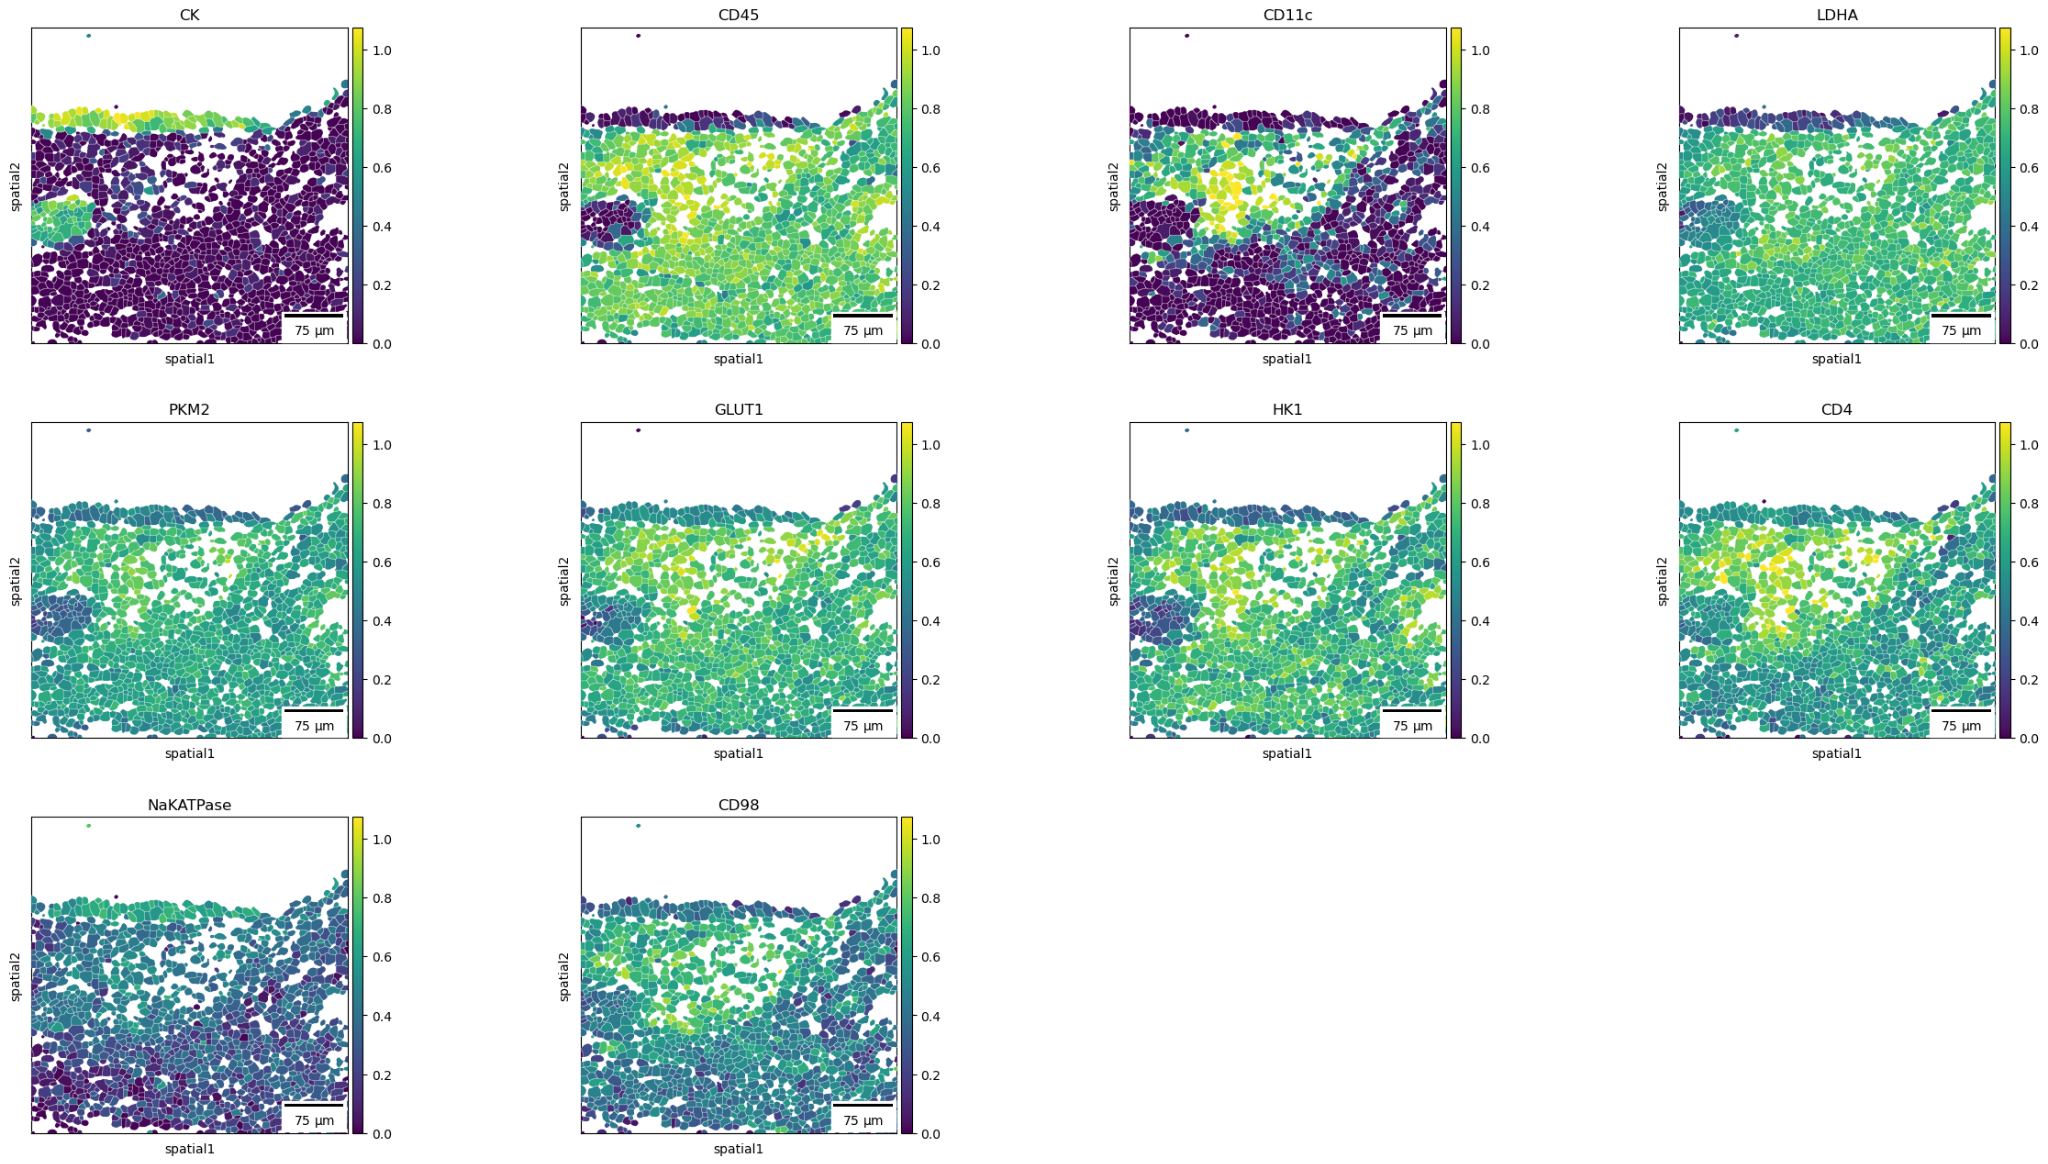 CK
CD45
CD11c
LDHA
1.0
0.8
0.6
0.4
0.2
0.0
spatial2
75 μm
spatial1
1.0
0.8
0.6
0.4
0.2
0.0
spatial2
75 μm
spatial1
1.0
0.8
0.6
0.4
0.2
0.0
spatial2
75 μm
spatial1
1.0
0.8
0.6
0.4
0.2
0.0
spatial2
75 μm
spatial1
PKM2
GLUT1
HK1
CD4
1.0
0.8
0.6
0.4
0.2
0.0
spatial2
75 μm
spatial1
1.0
0.8
0.6
0.4
0.2
0.0
spatial2
75 μm
spatial1
1.0
0.8
0.6
0.4
0.2
0.0
spatial2
75 μm
spatial1
1.0
0.8
0.6
0.4
0.2
0.0
spatial2
75 μm
spatial1
NaKATPase
CD98
1.0
0.8
0.6
0.4
0.2
0.0
spatial2
75 μm
spatial1
1.0
0.8
0.6
0.4
0.2
0.0
spatial2
75 μm
spatial1